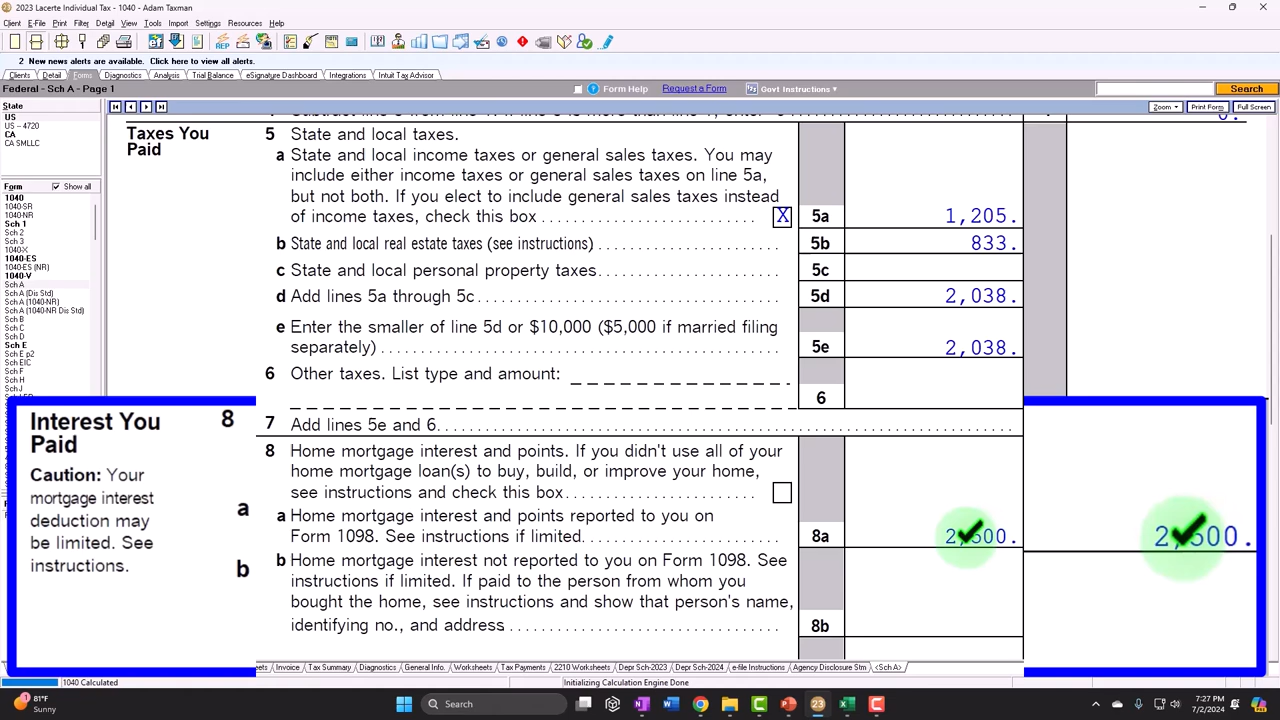 2023 Lacerte Individual Tax - 1040 - Adam Taxman
Client E-File Print Filter Detail View Tools Import Settings Resources Help
2 New news alerts are available. Click here to view all alerts.
Clients Detail Forms Diagnostics Analysis Trial Balance eSignature Dashboard Integrations Intuit Tax Advisor
Federal - Sch A - Page 1 Form Help Request a Form Govt Instructions Search
State
US
US - 4720
CA
CA SMLLC
Form Show all
1040
1040-SR
1040-NR
Sch 1
Sch 2
Sch 3
1040-X
1040-ES
1040-ES (NR)
1040-V
Sch A
Sch A (Dis Std)
Sch A (1040-NR)
Sch A (1040-NR Dis Std)
Sch B
Sch C
Sch D
Sch E
Sch E p2
Sch EIC
Sch F
Sch H
Sch J
Zoom Print Form Full Screen
Taxes You Paid
5 State and local taxes.
a State and local income taxes or general sales taxes. You may
include either income taxes or general sales taxes on line 5a,
but not both. If you elect to include general sales taxes instead
of income taxes, check this box X 5a 1,205.
b State and local real estate taxes (see instructions) 5b 833.
c State and local personal property taxes 5c
d Add lines 5a through 5c 5d 2,038.
e Enter the smaller of line 5d or $10,000 ($5,000 if married filing
separately) 5e 2,038.
6 Other taxes. List type and amount:
6
7 Add lines 5e and 6
Interest You
Paid
Caution: Your
mortgage interest
deduction may
be limited. See
instructions.
8
a
b
8 Home mortgage interest and points. If you didn't use all of your
home mortgage loan(s) to buy, build, or improve your home,
see instructions and check this box
a Home mortgage interest and points reported to you on
Form 1098. See instructions if limited. 8a 2,500. 2,500.
b Home mortgage interest not reported to you on Form 1098. See
instructions if limited. If paid to the person from whom you
bought the home, see instructions and show that person's name,
identifying no., and address 8b
Invoice Tax Summary Diagnostics General Info. Worksheets Tax Payments 2210 Worksheets Depr Sch-2023 Depr Sch-2024 e-file Instructions Agency Disclosure Stm <Sch A>
1040 Calculated Initializing Calculation Engine Done
81°F
Sunny
Search
7:27 PM
7/2/2024